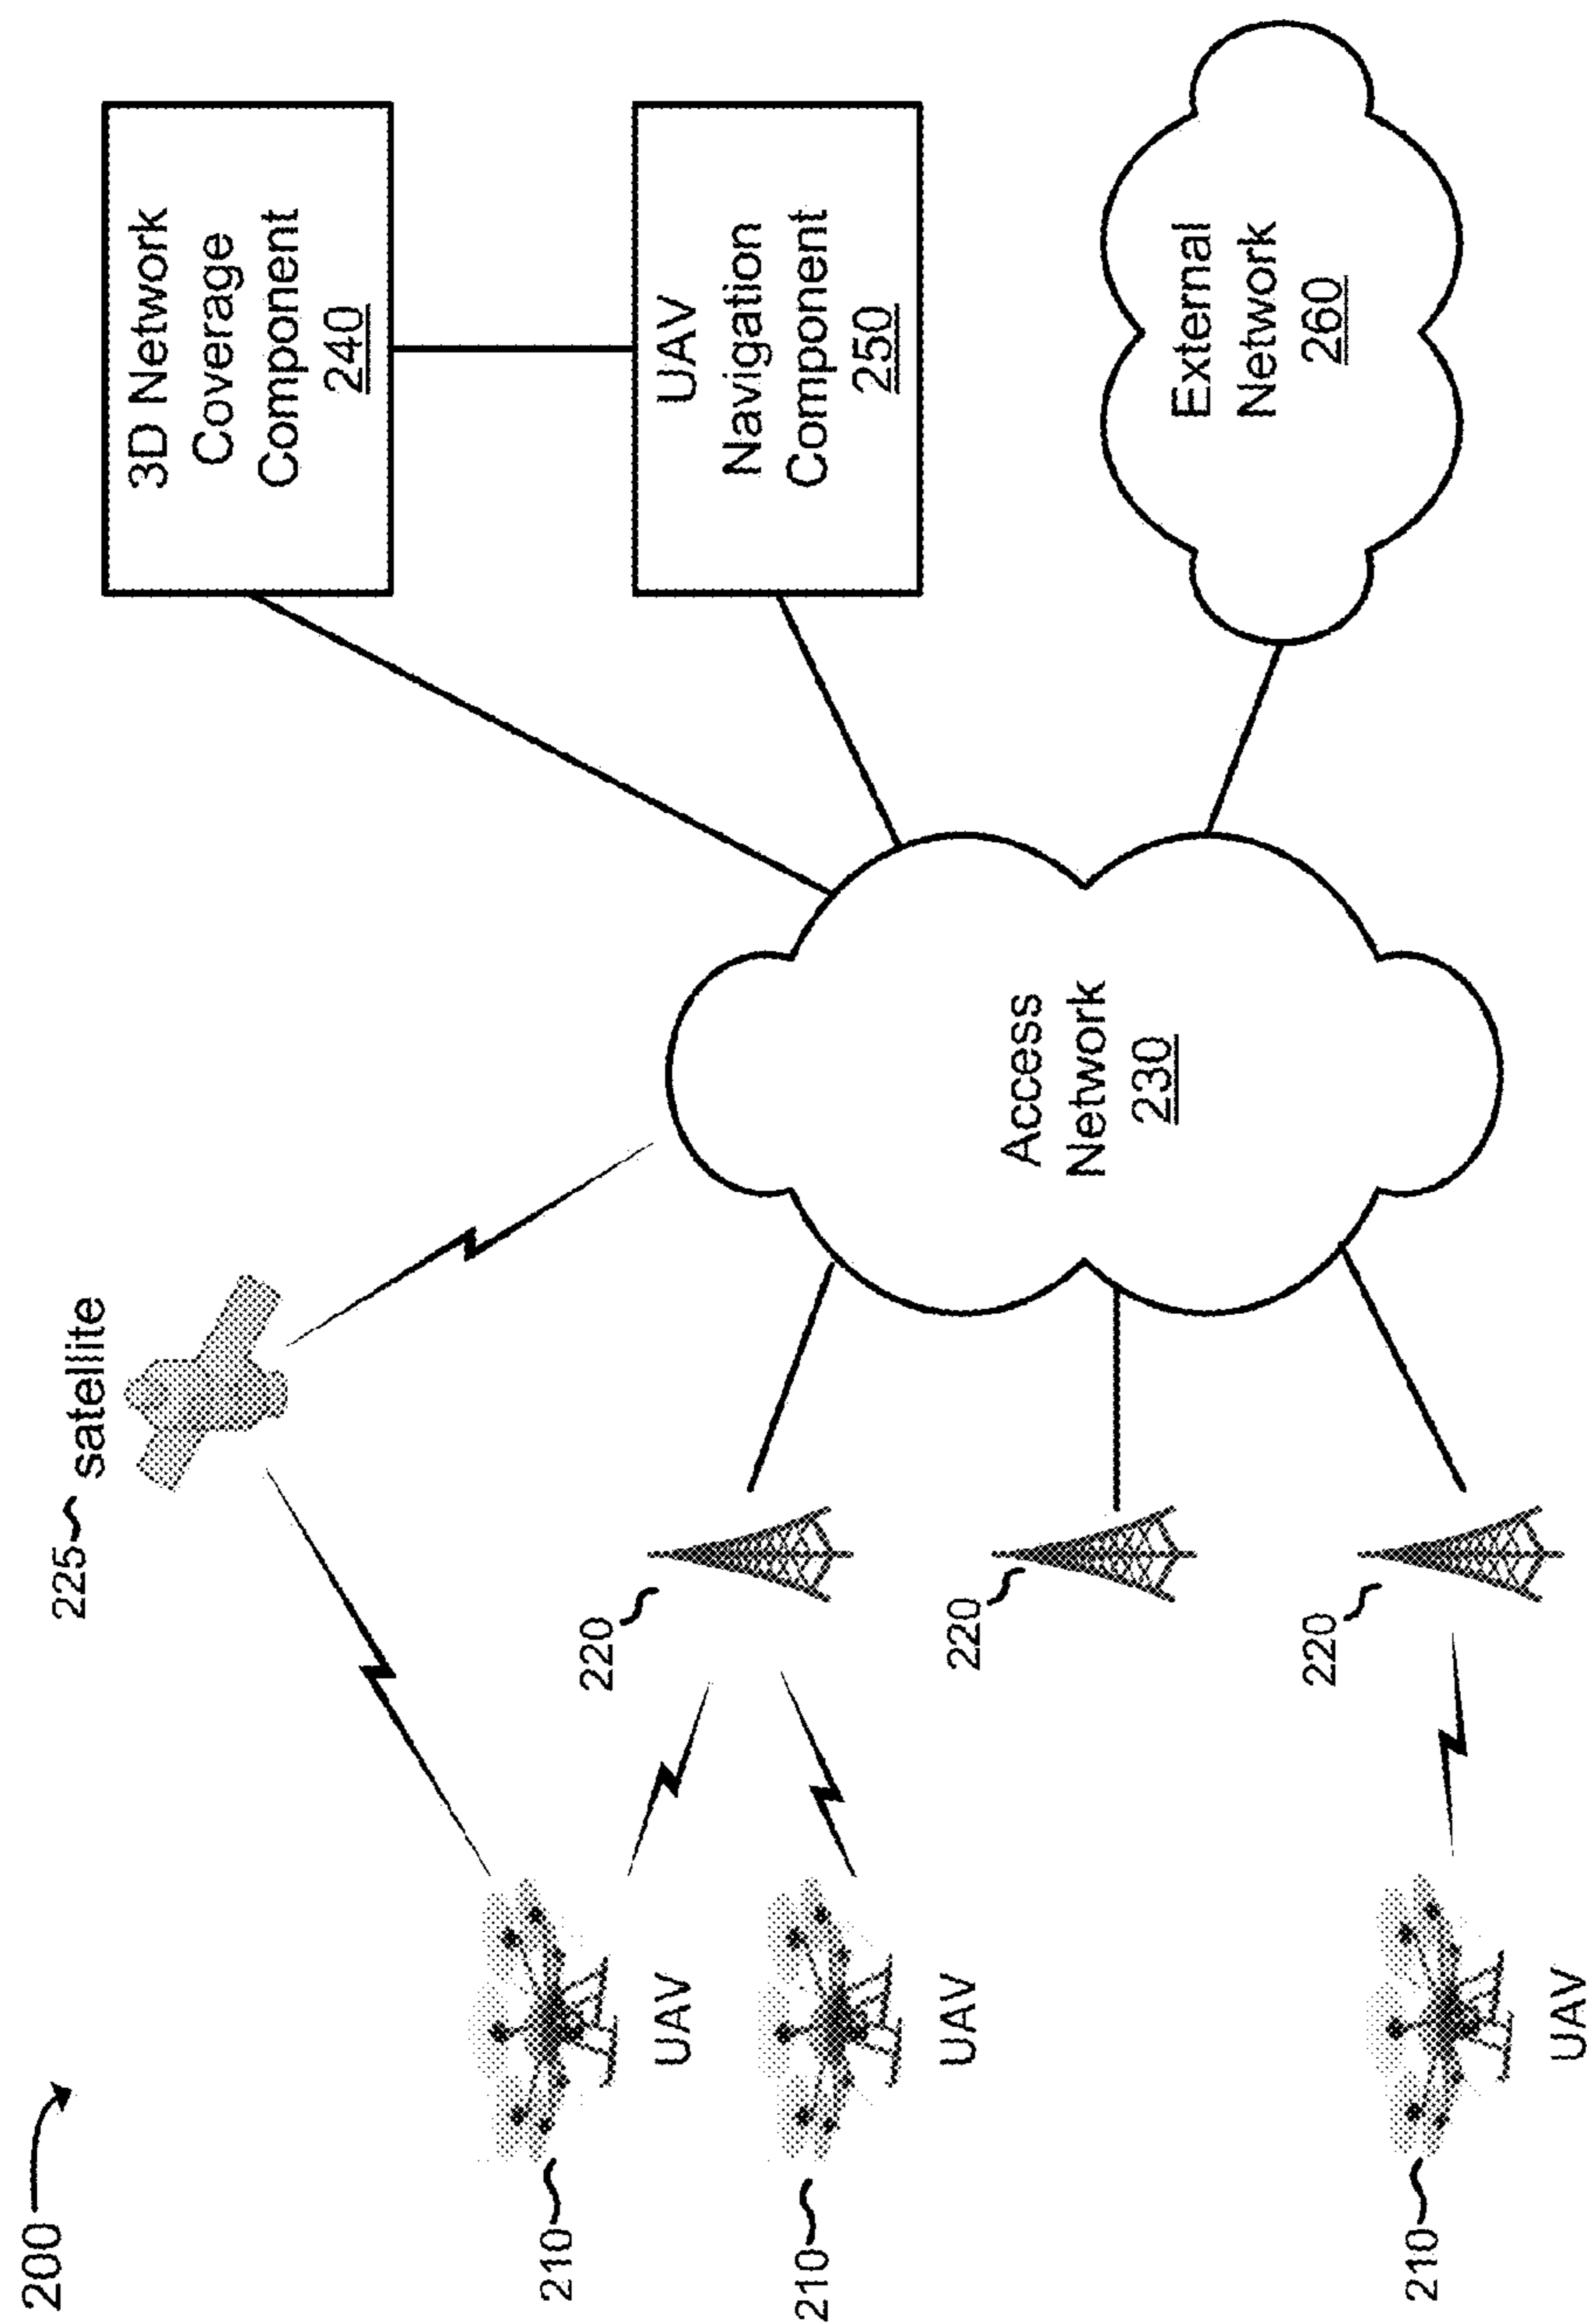 200
225
satellite
3D Network
Coverage
Component
240
210
UAV
220
UAV
Navigation
Component
250
210
UAV
220
Access
Network
230
External
Network
260
210
UAV
220